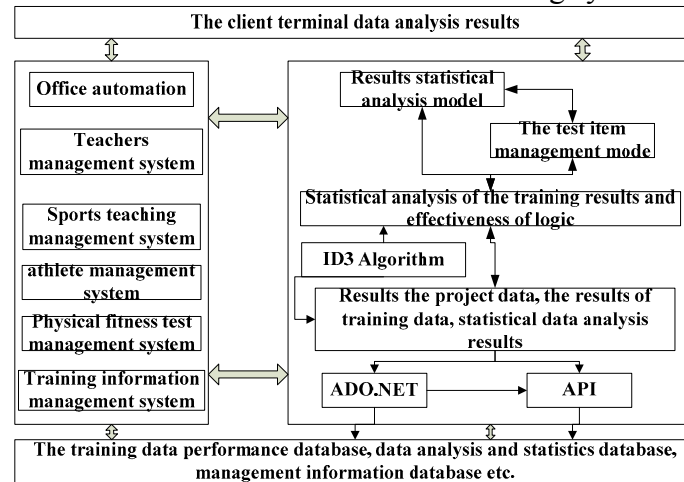 The client terminal data analysis results
Office automation
Teachers
management system
Sports teaching
management system
athlete management
system
Physical fitness test
management system
Training information
management system
Results statistical
analysis model
The test item
management mode
Statistical analysis of the training results and
effectiveness of logic
ID3 Algorithm
Results the project data, the results of
training data, statistical data analysis
results
ADO.NET
API
The training data performance database, data analysis and statistics database,
management information database etc.